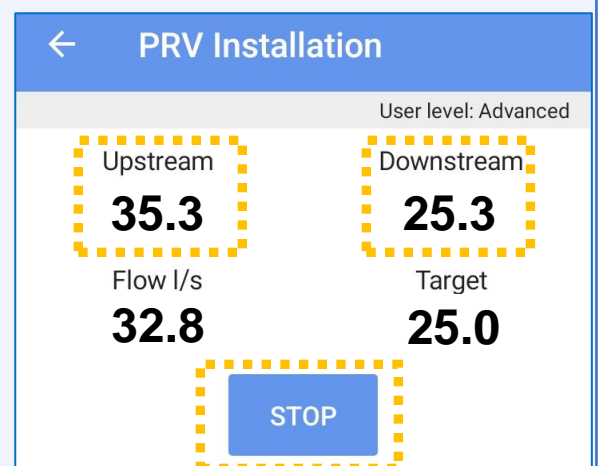 PRV Installation
User level: Advanced
Upstream Downstream
35.3 25.3
Flow l/s Target
32.8 25.0
STOP